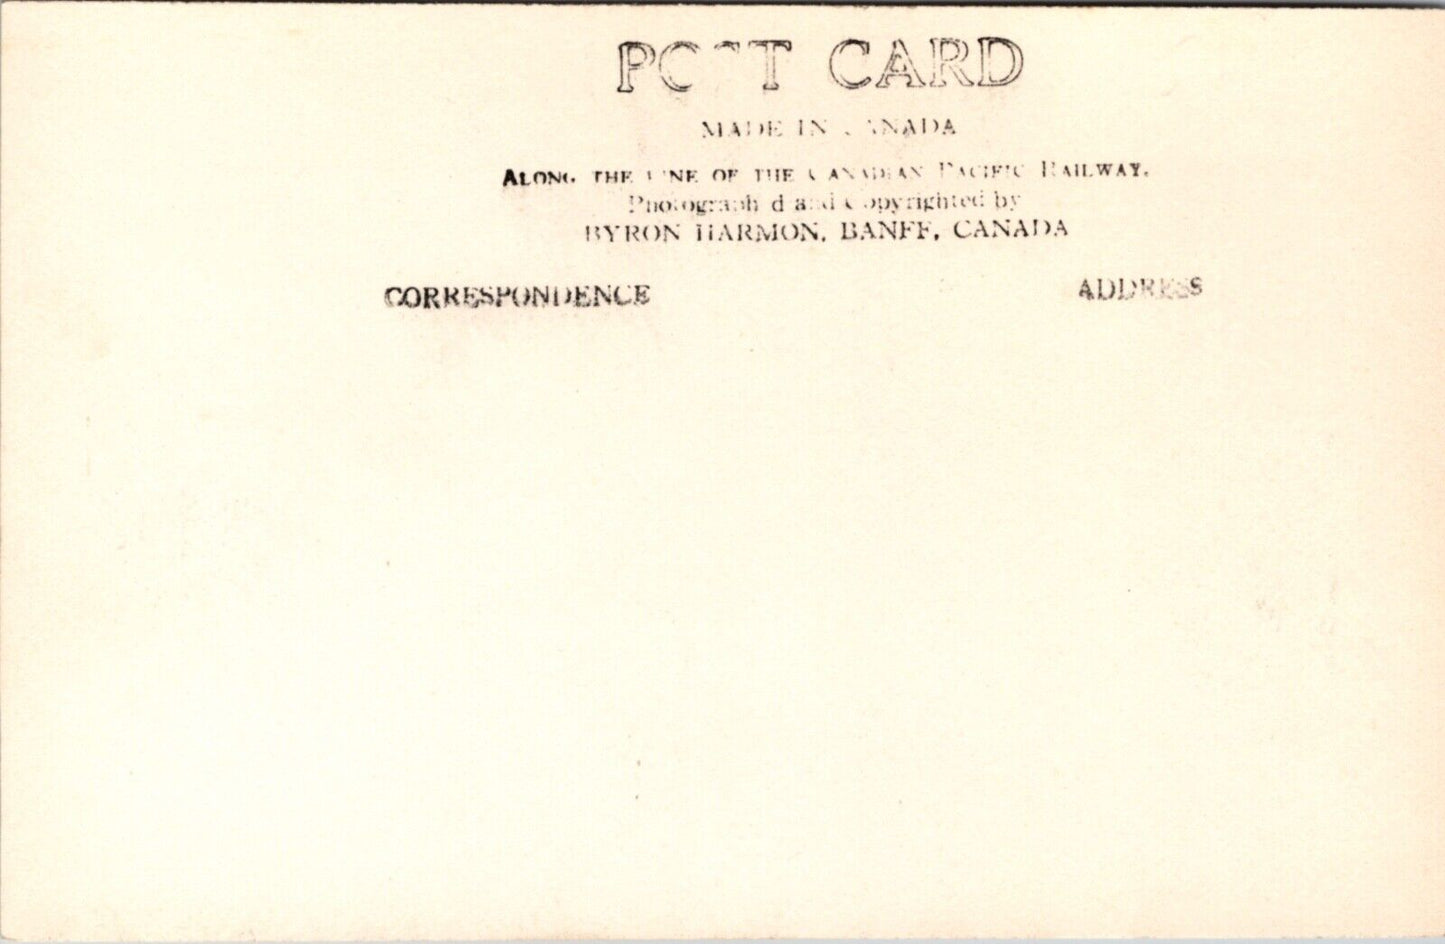 POST CARD
MADE IN CANADA
ALONG THE LINE OF THE CANADIAN PACIFIC RAILWAY.
Photographed and Copyrighted by
BYRON HARMON, BANFF, CANADA
CORRESPONDENCE ADDRESS